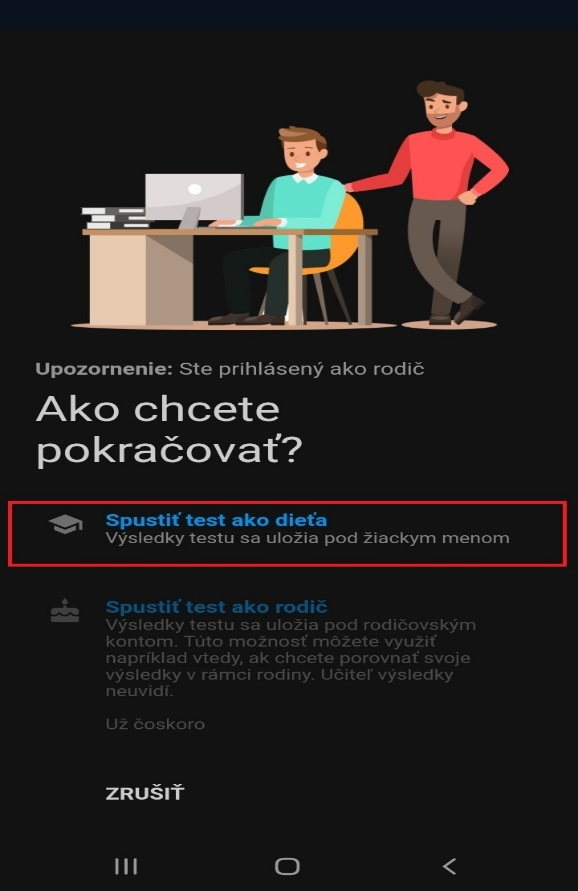 Upozornenie: Ste prihlásený ako rodič
Ako chcete
pokračovať?
Spustiť test ako dieťa
Výsledky testu sa uložia pod žiackym menom
Spustiť test ako rodič
Výsledky testu sa uložia pod rodičovským
kontom. Túto možnosť môžete využiť
napríklad vtedy, ak chcete porovnať svoje
výsledky v rámci rodiny. Učiteľ výsledky
neuvidí.
Už čoskoro
ZRUŠIŤ